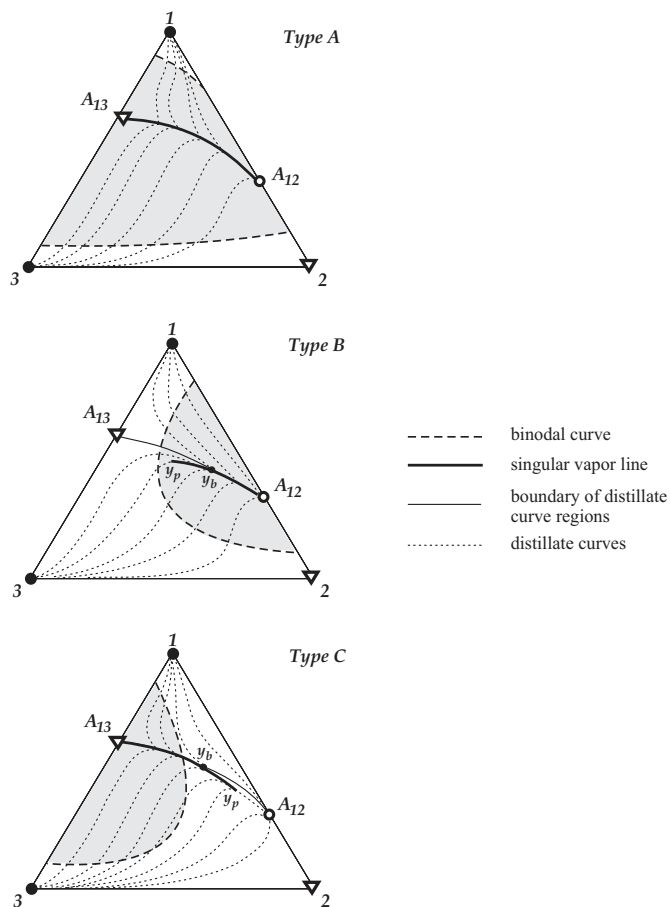 1
Type A
A13
A12
3
2
1
Type B
A13
yp
yb
A12
3
2
binodal curve
singular vapor line
boundary of distillate
curve regions
distillate curves
1
Type C
A13
yb
yp
A12
3
2